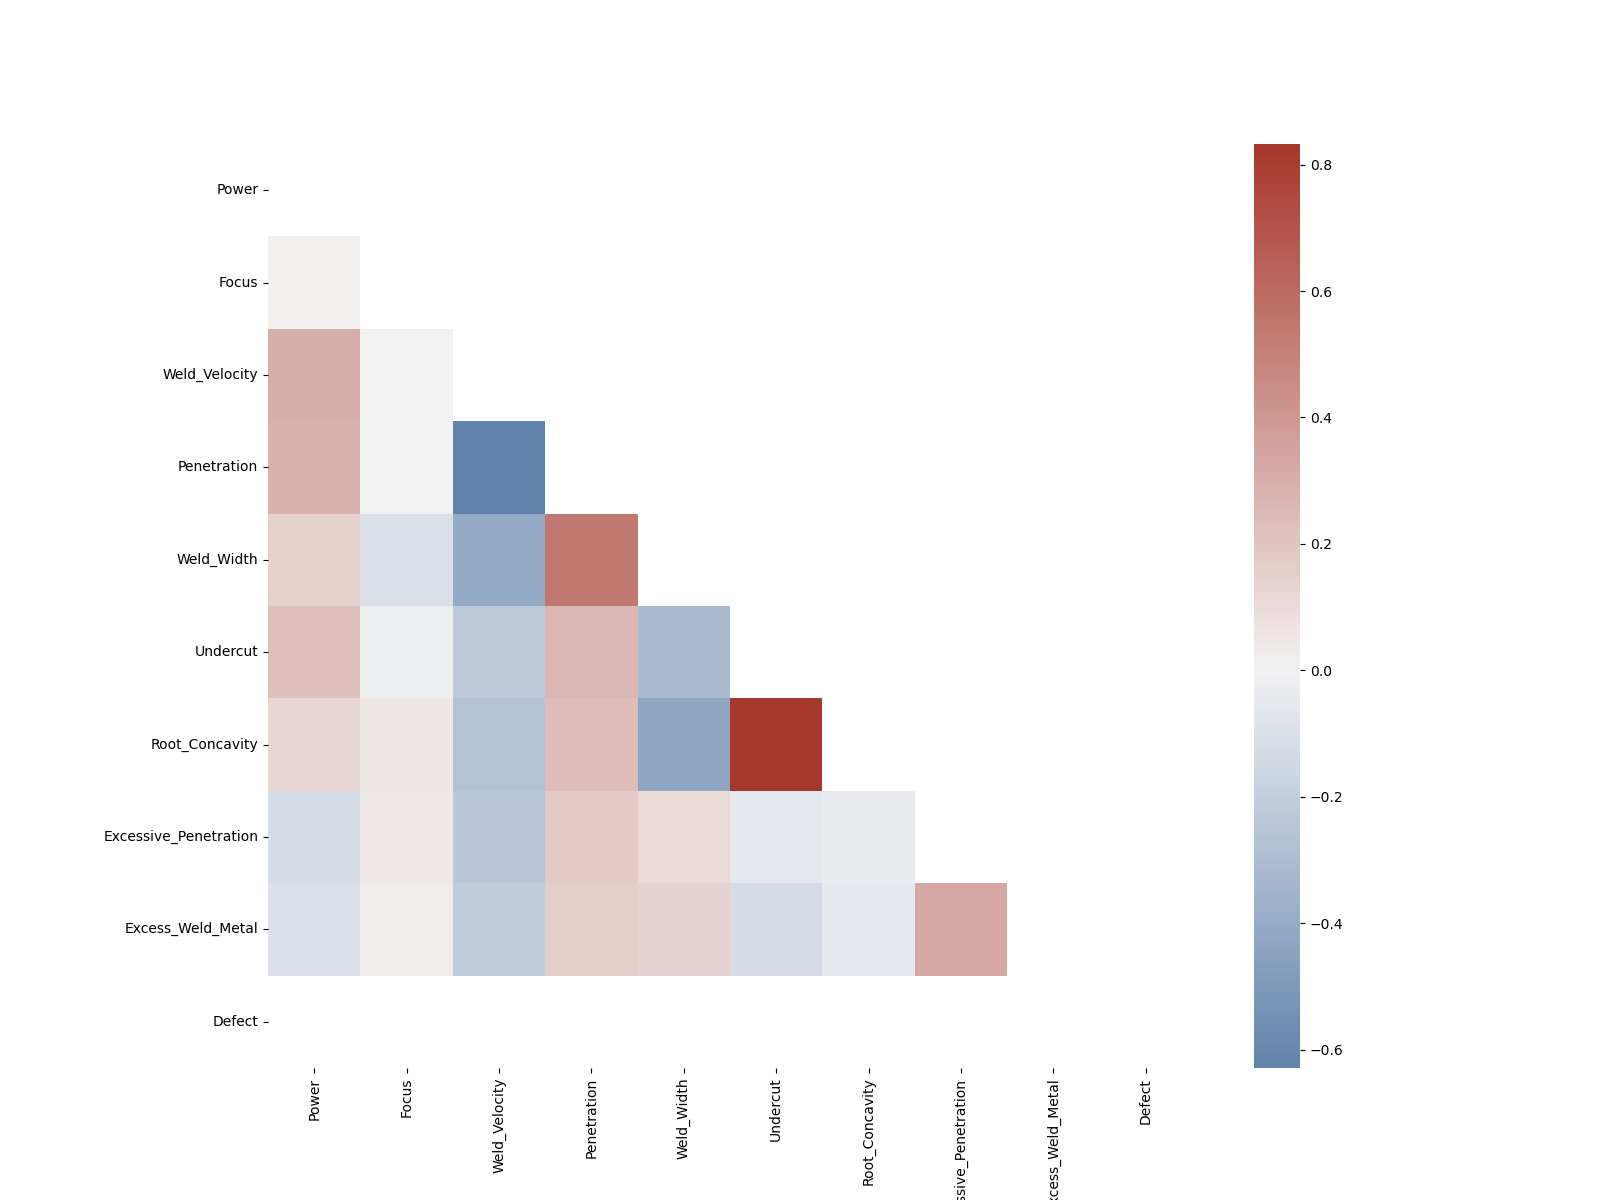 Power
Focus
Weld_Velocity
Penetration
Weld_Width
Undercut
Root_Concavity
Excessive_Penetration
Excess_Weld_Metal
Defect
Power
Focus
Weld_Velocity
Penetration
Weld_Width
Undercut
Root_Concavity
ssive_Penetration
xcess_Weld_Metal
Defect
0.8
0.6
0.4
0.2
0.0
−0.2
−0.4
−0.6